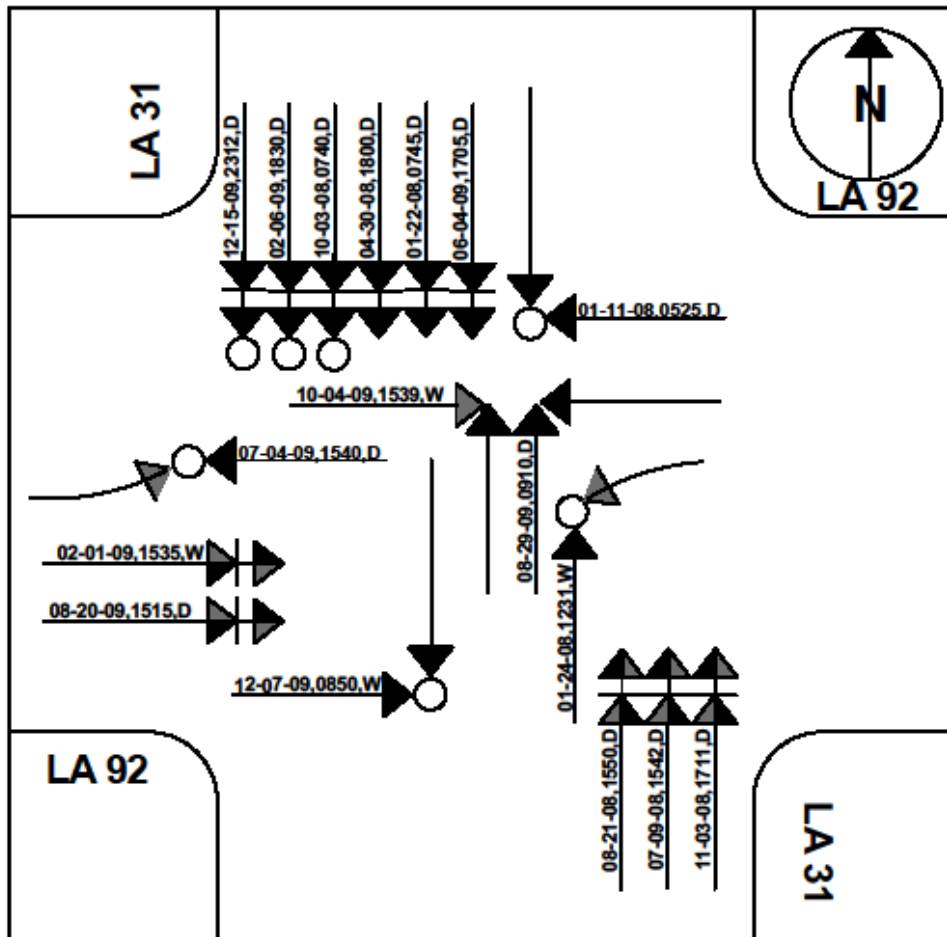 LA 31
N
LA 92
12-15-09,2312,D
02-06-09,1830,D
10-03-08,0740,D
04-30-08,1800,D
01-22-08,0745,D
06-04-09,1705,D
01-11-08,0525,D
10-04-09,1539,W
07-04-09,1540,D
08-29-09,0910,D
02-01-09,1535,W
08-20-09,1515,D
01-24-08,1231,W
12-07-09,0850,W
08-21-08,1550,D
07-09-08,1542,D
11-03-08,1711,D
LA 92
LA 31